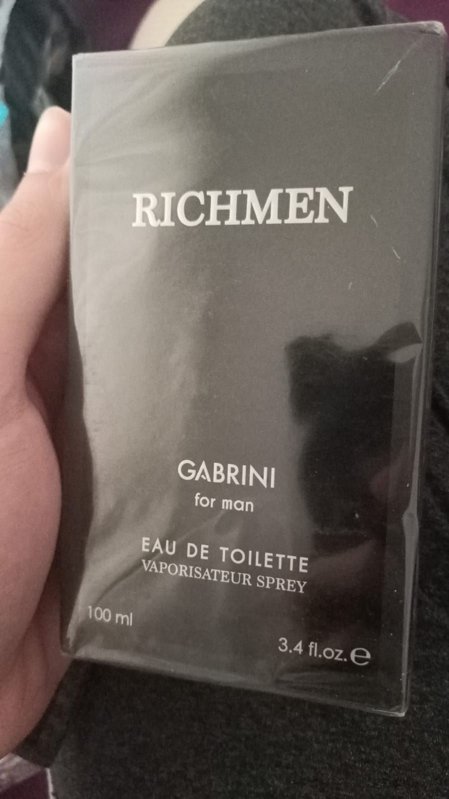 RICHMEN
GABRINI
for man
EAU DE TOILETTE
VAPORISATEUR SPREY
100 ml
3.4 fl.oz.℮